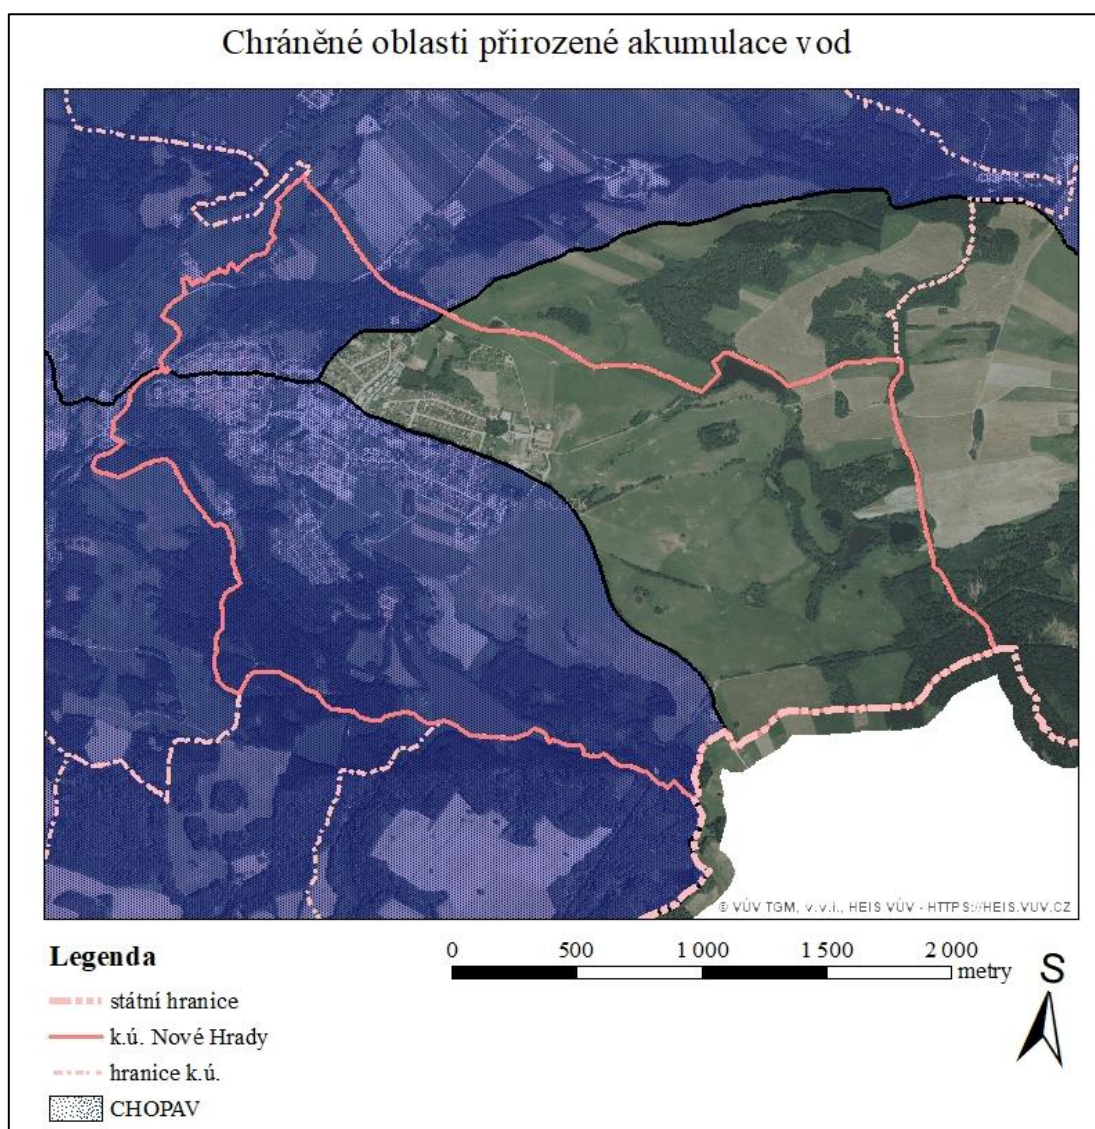 Chráněné oblasti přirozené akumulace vod
© VÚV TGM, v.v.i., HEIS VÚV - HTTPS://HEIS.VUV.CZ
Legenda
státní hranice
k.ú. Nové Hrady
hranice k.ú.
CHOPAV
0 500 1 000 1 500 2 000
metry
S